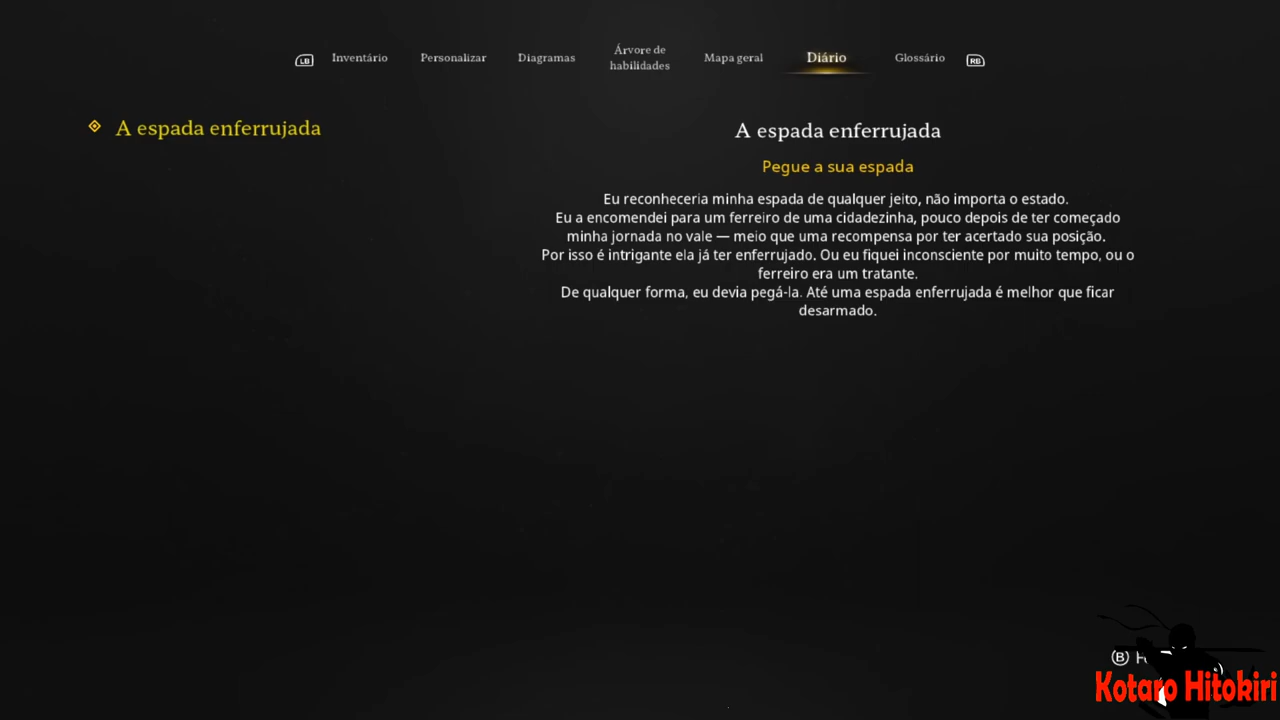 LB
Inventário
Personalizar
Diagramas
Árvore de
habilidades
Mapa geral
Diário
Glossário
RB
A espada enferrujada
A espada enferrujada
Pegue a sua espada
Eu reconheceria minha espada de qualquer jeito, não importa o estado.
Eu a encomendei para um ferreiro de uma cidadezinha, pouco depois de ter começado
minha jornada no vale — meio que uma recompensa por ter acertado sua posição.
Por isso é intrigante ela já ter enferrujado. Ou eu fiquei inconsciente por muito tempo, ou o
ferreiro era um tratante.
De qualquer forma, eu devia pegá-la. Até uma espada enferrujada é melhor que ficar
desarmado.
B
Kotaro Hitokiri